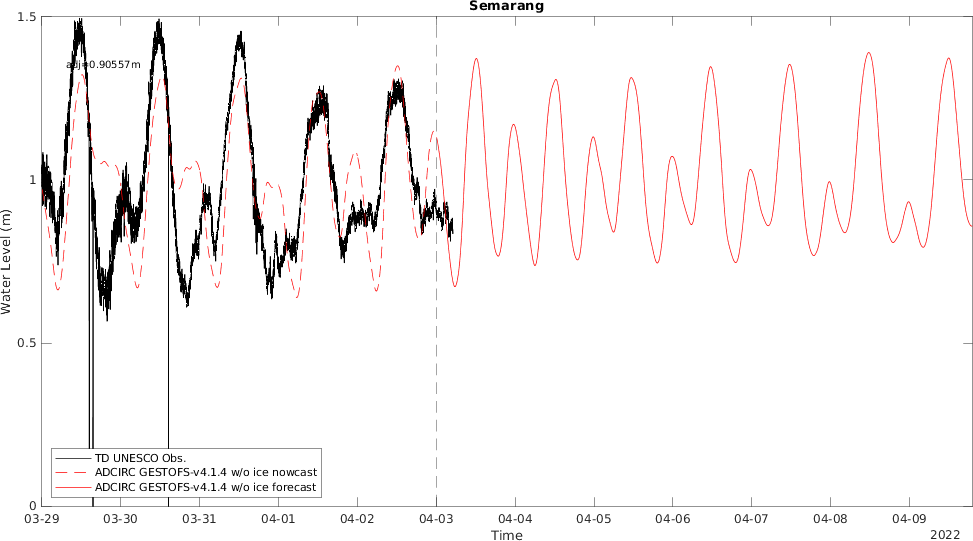 Semarang
1.5
adj=0.90557m
1
Water Level (m)
0.5
TD UNESCO Obs.
ADCIRC GESTOFS-v4.1.4 w/o ice nowcast
ADCIRC GESTOFS-v4.1.4 w/o ice forecast
0
03-29 03-30 03-31 04-01 04-02 04-03 04-04 04-05 04-06 04-07 04-08 04-09
Time
2022